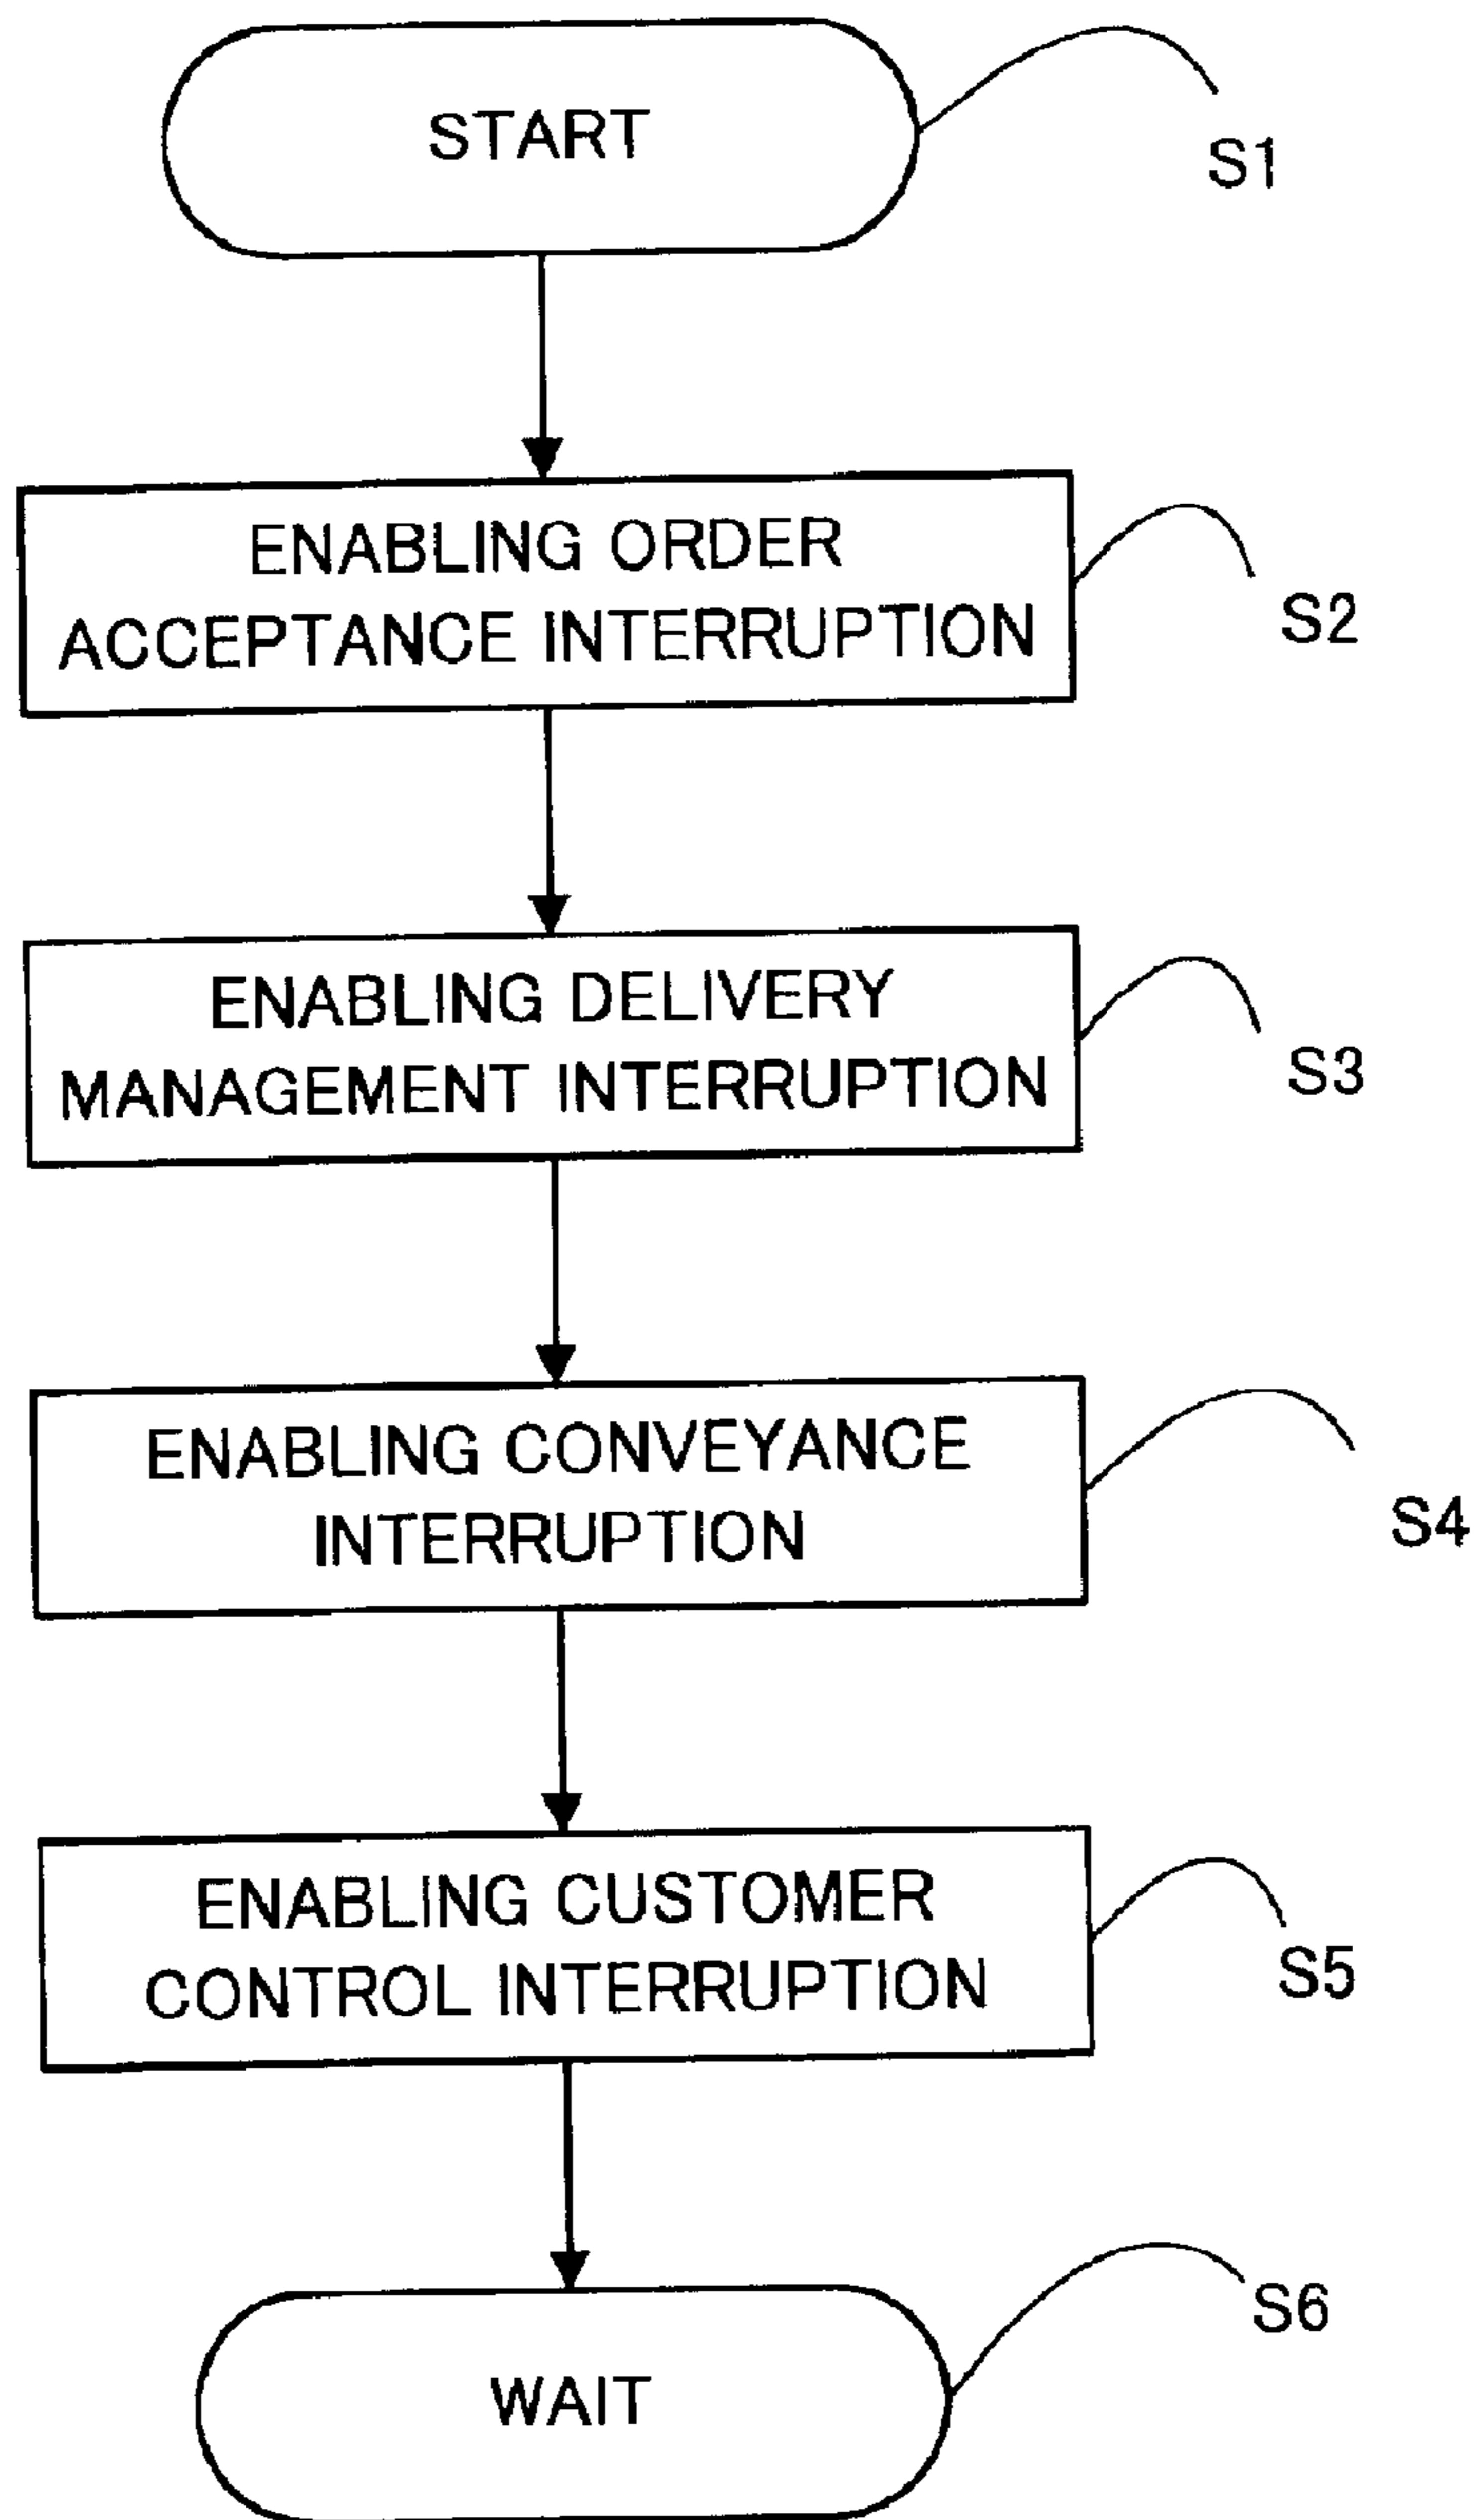 START
S1
ENABLING ORDER
ACCEPTANCE INTERRUPTION
S2
ENABLING DELIVERY
MANAGEMENT INTERRUPTION
S3
ENABLING CONVEYANCE
INTERRUPTION
S4
ENABLING CUSTOMER
CONTROL INTERRUPTION
S5
WAIT
S6